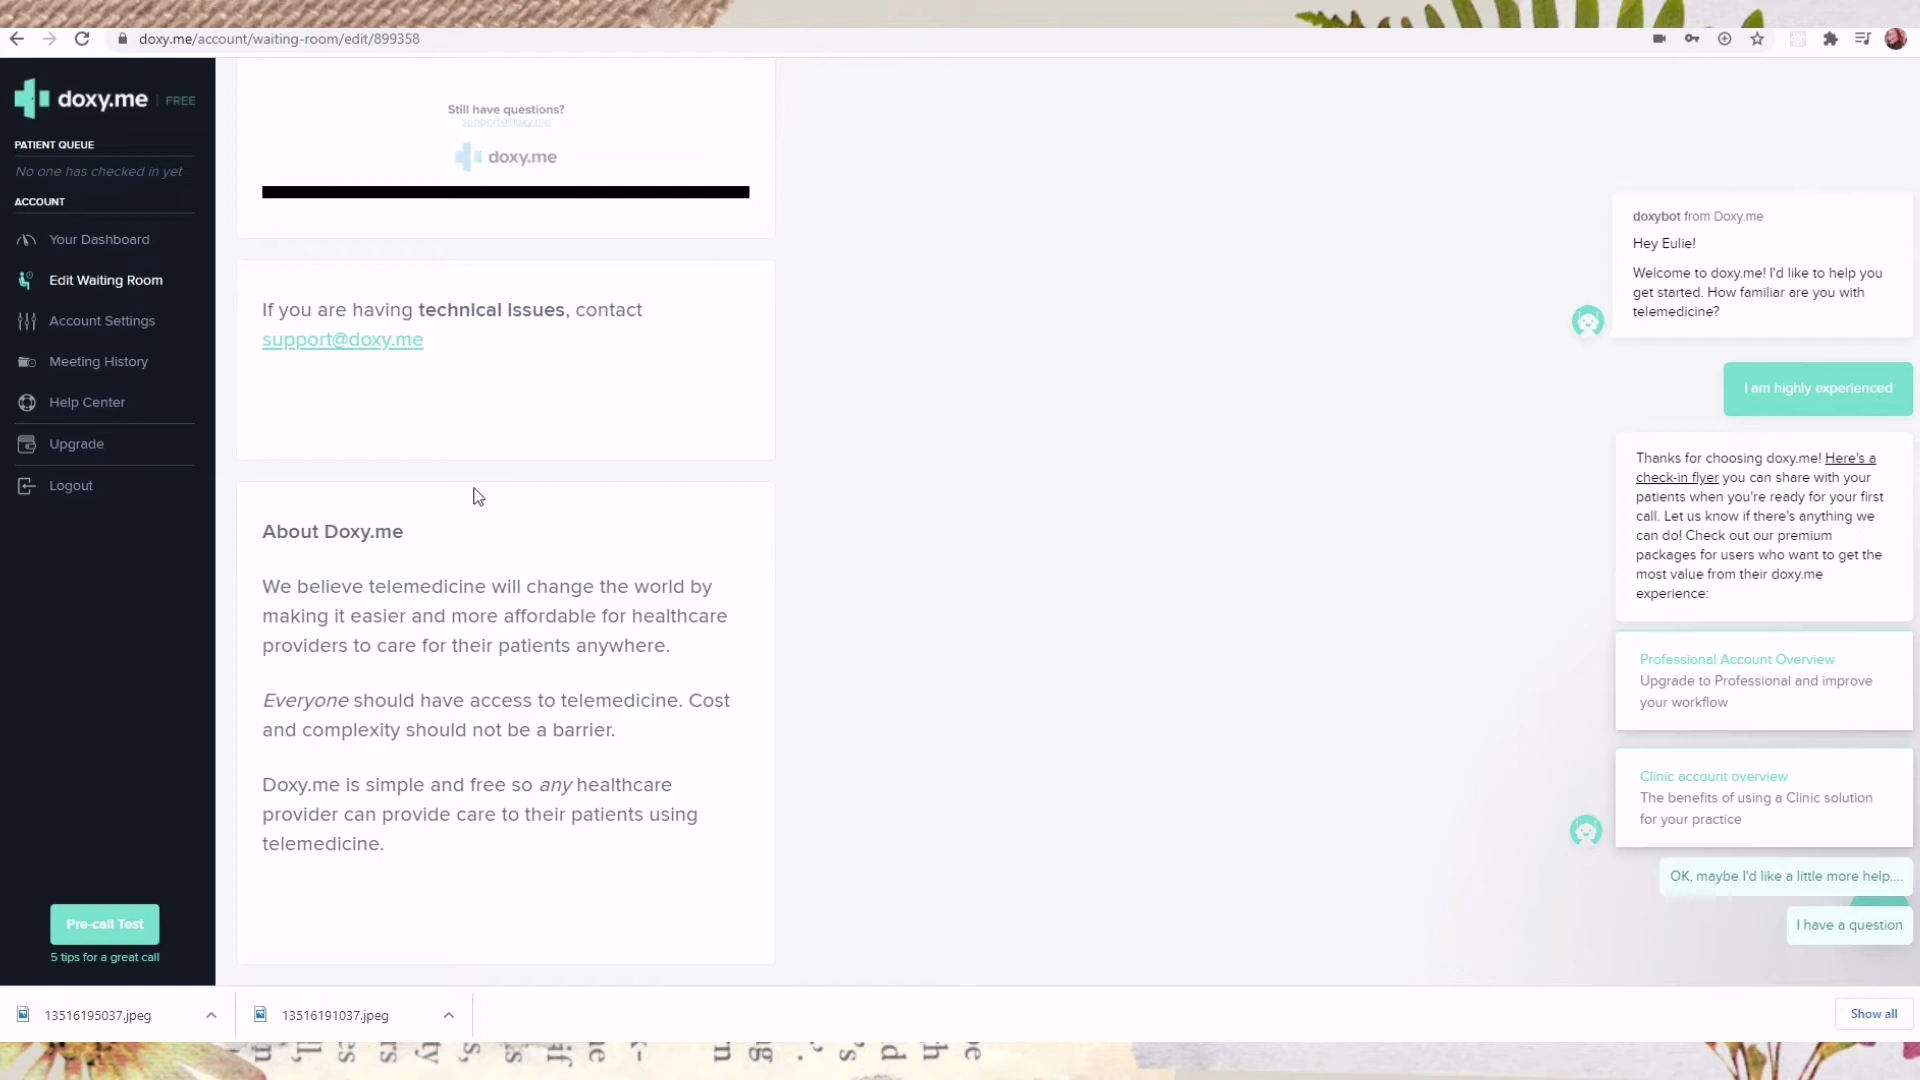 doxy.me/account/waiting-room/edit/899358
doxy.me | FREE
PATIENT QUEUE
No one has checked in yet
ACCOUNT
Your Dashboard
Edit Waiting Room
Account Settings
Meeting History
Help Center
Upgrade
Logout
Pre-call Test
5 tips for a great call
Still have questions?
support@doxy.me
doxy.me
If you are having technical issues, contact
support@doxy.me
About Doxy.me
We believe telemedicine will change the world by
making it easier and more affordable for healthcare
providers to care for their patients anywhere.
Everyone should have access to telemedicine. Cost
and complexity should not be a barrier.
Doxy.me is simple and free so any healthcare
provider can provide care to their patients using
telemedicine.
doxybot from Doxy.me
Hey Eulie!
Welcome to doxy.me! I'd like to help you
get started. How familiar are you with
telemedicine?
I am highly experienced
Thanks for choosing doxy.me! Here's a
check-in flyer you can share with your
patients when you're ready for your first
call. Let us know if there's anything we
can do! Check out our premium
packages for users who want to get the
most value from their doxy.me
experience:
Professional Account Overview
Upgrade to Professional and improve
your workflow
Clinic account overview
The benefits of using a Clinic solution
for your practice
OK, maybe I'd like a little more help....
I have a question
13516195037.jpeg
13516191037.jpeg
Show all